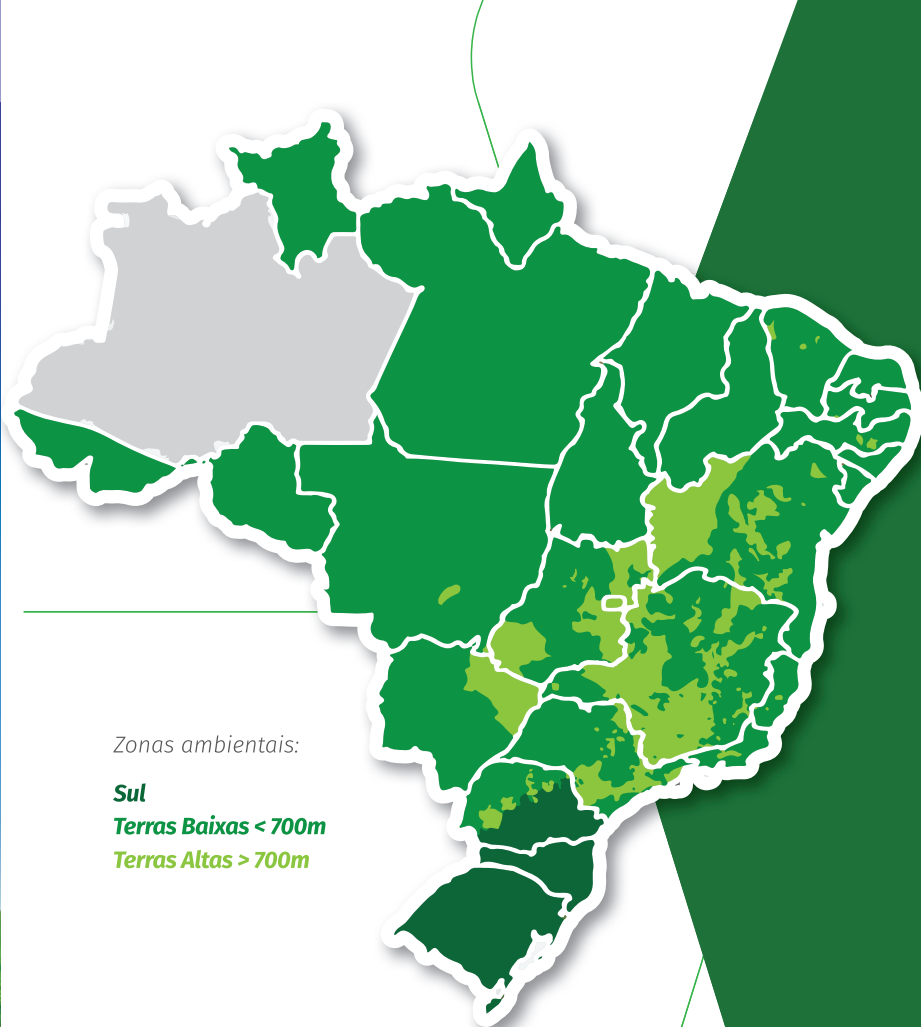 Zonas ambientais:
Sul
Terras Baixas < 700m
Terras Altas > 700m